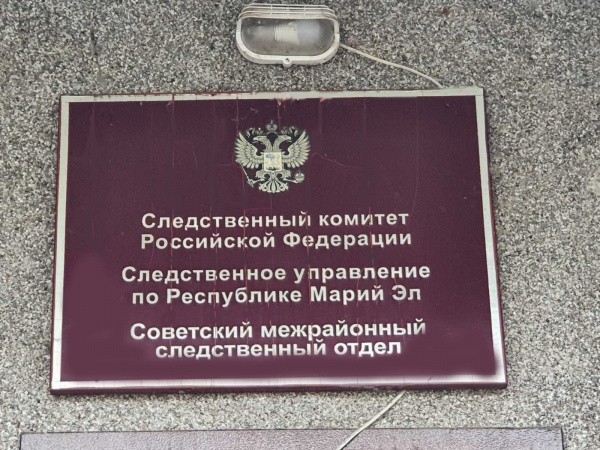 Следственный комитет
Российской Федерации
Следственное управление
по Республике Марий Эл
Советский межрайонный
следственный отдел